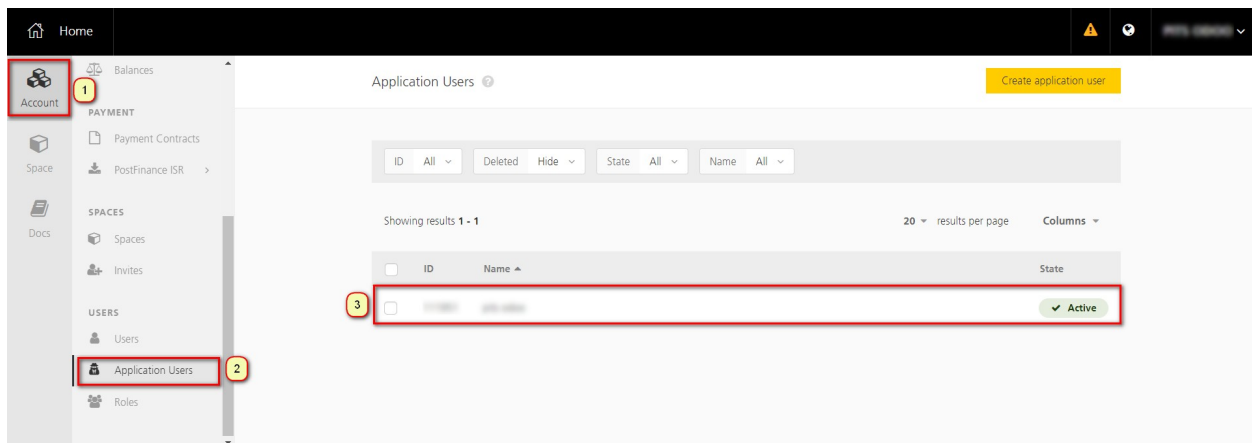 Home
Account
1
Space
Docs
Balances
PAYMENT
Payment Contracts
PostFinance ISR
SPACES
Spaces
Invites
USERS
Users
Application Users
2
Roles
Application Users
Create application user
ID All Deleted Hide State All Name All
Showing results 1 - 1 20 results per page Columns
ID Name State
3
Active